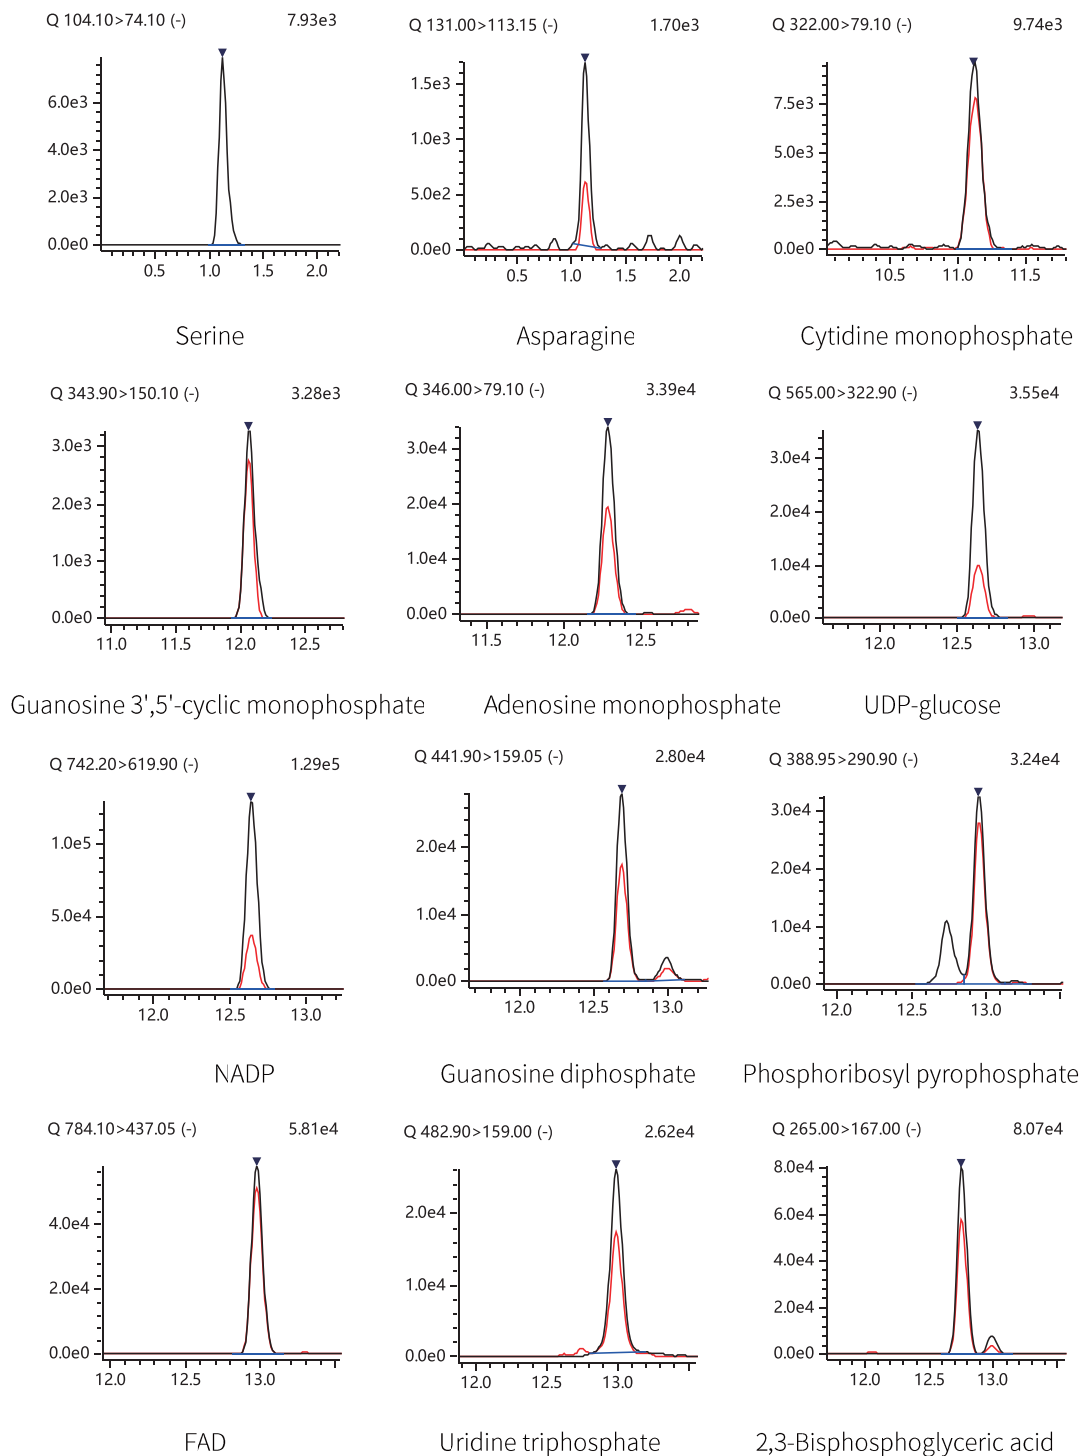 Q 104.10>74.10 (-) 7.93e3
6.0e3
4.0e3
2.0e3
0.0e0
0.5 1.0 1.5 2.0
Serine
Q 131.00>113.15 (-) 1.70e3
1.5e3
1.0e3
5.0e2
0.0e0
0.5 1.0 1.5 2.0
Asparagine
Q 322.00>79.10 (-) 9.74e3
7.5e3
5.0e3
2.5e3
0.0e0
10.5 11.0 11.5
Cytidine monophosphate
Q 343.90>150.10 (-) 3.28e3
3.0e3
2.0e3
1.0e3
0.0e0
11.0 11.5 12.0 12.5
Guanosine 3',5'-cyclic monophosphate
Q 346.00>79.10 (-) 3.39e4
3.0e4
2.0e4
1.0e4
0.0e0
11.5 12.0 12.5
Adenosine monophosphate
Q 565.00>322.90 (-) 3.55e4
3.0e4
2.0e4
1.0e4
0.0e0
12.0 12.5 13.0
UDP-glucose
Q 742.20>619.90 (-) 1.29e5
1.0e5
5.0e4
0.0e0
12.0 12.5 13.0
NADP
Q 441.90>159.05 (-) 2.80e4
2.0e4
1.0e4
0.0e0
12.0 12.5 13.0
Guanosine diphosphate
Q 388.95>290.90 (-) 3.24e4
3.0e4
2.0e4
1.0e4
0.0e0
12.0 12.5 13.0
Phosphoribosyl pyrophosphate
Q 784.10>437.05 (-) 5.81e4
4.0e4
2.0e4
0.0e0
12.0 12.5 13.0
FAD
Q 482.90>159.00 (-) 2.62e4
2.0e4
1.0e4
0.0e0
12.0 12.5 13.0
Uridine triphosphate
Q 265.00>167.00 (-) 8.07e4
8.0e4
6.0e4
4.0e4
2.0e4
0.0e0
12.0 12.5 13.0
2,3-Bisphosphoglyceric acid